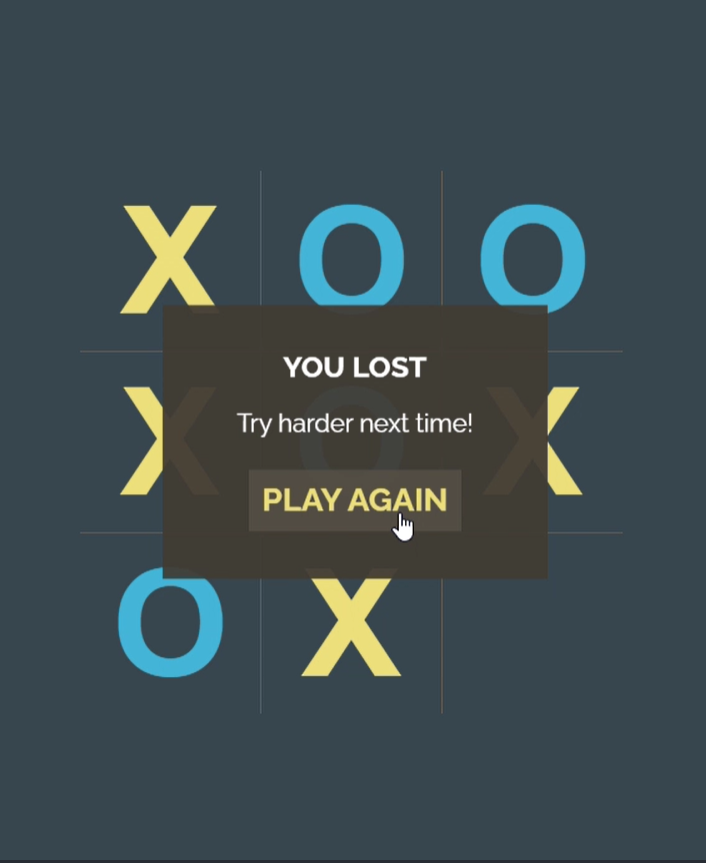 X O O
YOU LOST
Try harder next time!
X O X
PLAY AGAIN
O X